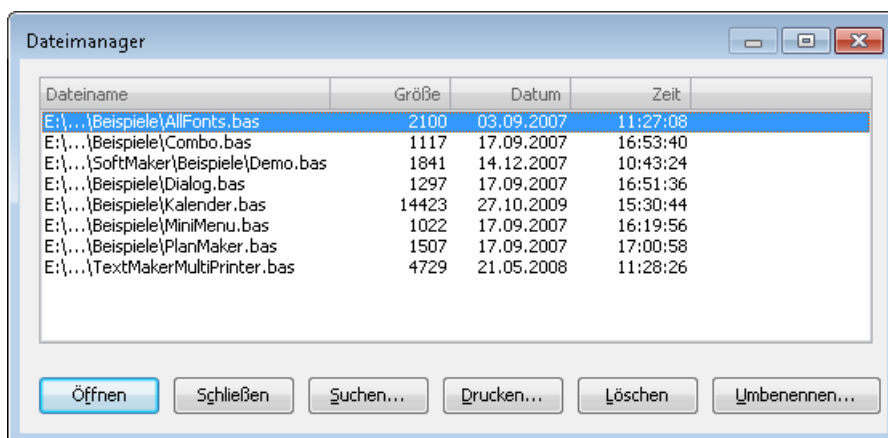 Dateimanager
Dateiname Größe Datum Zeit
E:\...\Beispiele\AllFonts.bas 2100 03.09.2007 11:27:08
E:\...\Beispiele\Combo.bas 1117 17.09.2007 16:53:40
E:\...\SoftMaker\Beispiele\Demo.bas 1841 14.12.2007 10:43:24
E:\...\Beispiele\Dialog.bas 1297 17.09.2007 16:51:36
E:\...\Beispiele\Kalender.bas 14423 27.10.2009 15:30:44
E:\...\Beispiele\MiniMenu.bas 1022 17.09.2007 16:19:56
E:\...\Beispiele\PlanMaker.bas 1507 17.09.2007 17:00:58
E:\...\TextMakerMultiPrinter.bas 4729 21.05.2008 11:28:26
Öffnen Schließen Suchen... Drucken... Löschen Umbenennen...